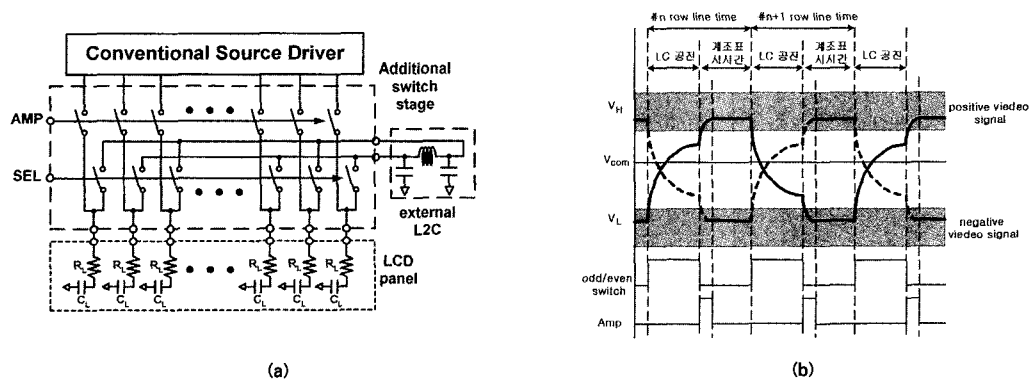 Conventional Source Driver
Additional
switch
stage
AMP
SEL
external
L2C
LCD
panel
R_L R_L R_L R_L R_L R_L
C_L C_L C_L C_L C_L C_L
(a)
#n row line time #n+1 row line time
LC 공진 계조표 시시간 LC 공진 계조표 시시간 LC 공진
V_H
positive viedeo
signal
V_com
V_L
negative
viedeo signal
odd/even
switch
Amp
(b)